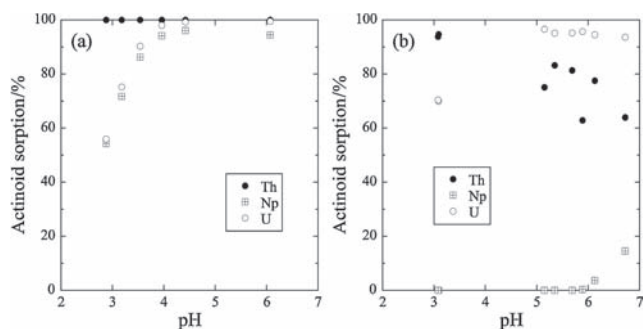 (a)
Actinoid sorption/%
100
80
60
40
20
0
Th
Np
U
2 3 4 5 6 7
pH
(b)
Actinoid sorption/%
100
80
60
40
20
0
Th
Np
U
2 3 4 5 6 7
pH